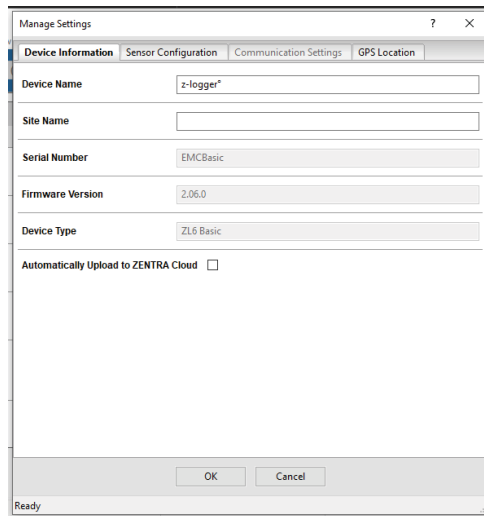 Manage Settings ? ×
Device Information Sensor Configuration Communication Settings GPS Location
Device Name z-logger°
Site Name
Serial Number EMCBasic
Firmware Version 2.06.0
Device Type ZL6 Basic
Automatically Upload to ZENTRA Cloud
OK Cancel
Ready